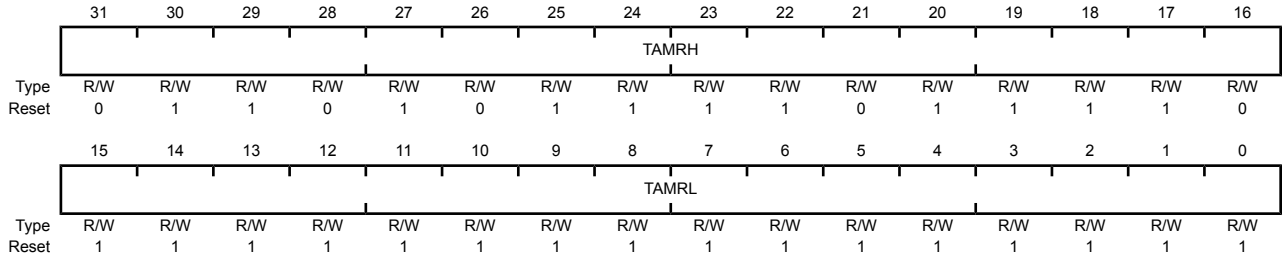 31 30 29 28 27 26 25 24 23 22 21 20 19 18 17 16
TAMRH
Type R/W R/W R/W R/W R/W R/W R/W R/W R/W R/W R/W R/W R/W R/W R/W R/W
Reset 0 1 1 0 1 0 1 1 1 1 0 1 1 1 1 0
15 14 13 12 11 10 9 8 7 6 5 4 3 2 1 0
TAMRL
Type R/W R/W R/W R/W R/W R/W R/W R/W R/W R/W R/W R/W R/W R/W R/W R/W
Reset 1 1 1 1 1 1 1 1 1 1 1 1 1 1 1 1